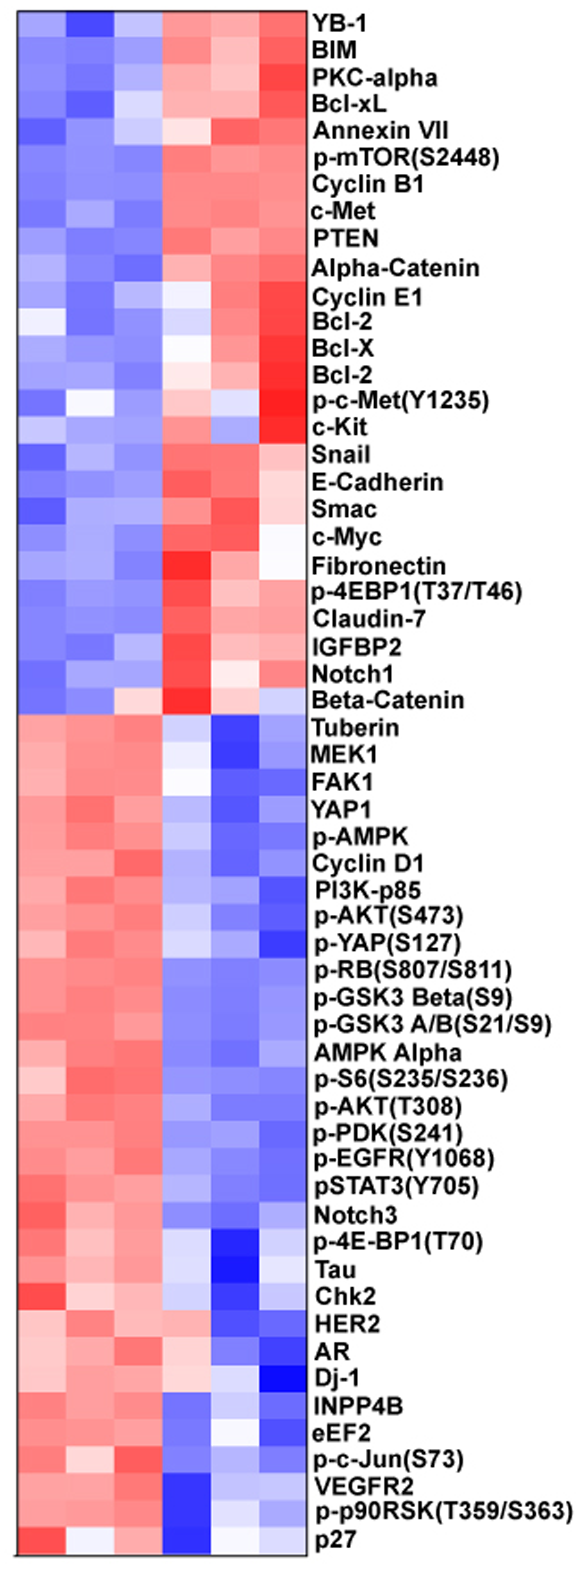 YB-1
BIM
PKC-alpha
Bcl-xL
Annexin VII
p-mTOR(S2448)
Cyclin B1
c-Met
PTEN
Alpha-Catenin
Cyclin E1
Bcl-2
Bcl-X
Bcl-2
p-c-Met(Y1235)
c-Kit
Snail
E-Cadherin
Smac
c-Myc
Fibronectin
p-4EBP1(T37/T46)
Claudin-7
IGFBP2
Notch1
Beta-Catenin
Tuberin
MEK1
FAK1
YAP1
p-AMPK
Cyclin D1
PI3K-p85
p-AKT(S473)
p-YAP(S127)
p-RB(S807/S811)
p-GSK3 Beta(S9)
p-GSK3 A/B(S21/S9)
AMPK Alpha
p-S6(S235/S236)
p-AKT(T308)
p-PDK(S241)
p-EGFR(Y1068)
pSTAT3(Y705)
Notch3
p-4E-BP1(T70)
Tau
Chk2
HER2
AR
Dj-1
INPP4B
eEF2
p-c-Jun(S73)
VEGFR2
p-p90RSK(T359/S363)
p27